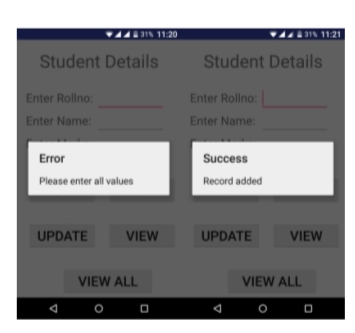 31% 11:20
Student Details
Enter Rollno:
Enter Name:
Error
Please enter all values
UPDATE VIEW
VIEW ALL
31% 11:21
Student Details
Enter Rollno:
Enter Name:
Success
Record added
UPDATE VIEW
VIEW ALL